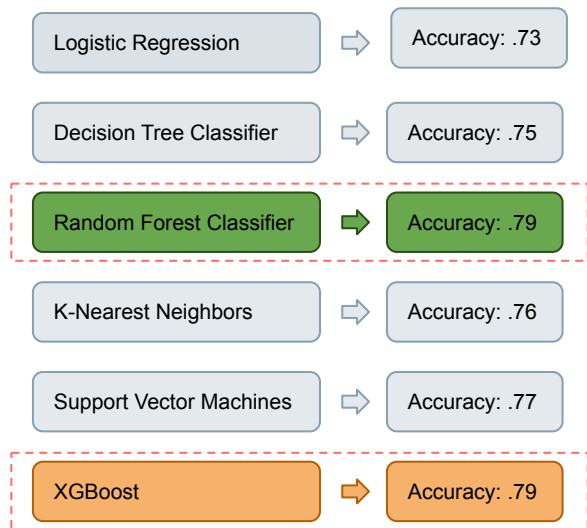 Logistic Regression
Accuracy: .73
Decision Tree Classifier
Accuracy: .75
Random Forest Classifier
Accuracy: .79
K-Nearest Neighbors
Accuracy: .76
Support Vector Machines
Accuracy: .77
XGBoost
Accuracy: .79